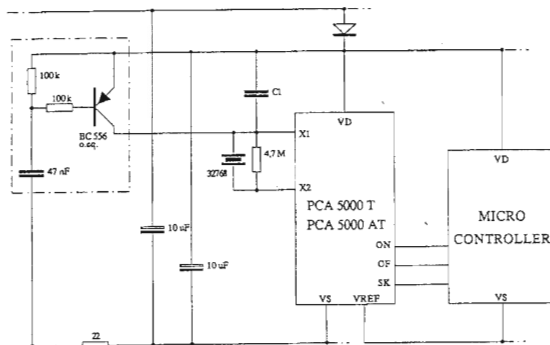 100k
100k
BC 556
o.eq.
47 nF
10 uF
10 uF
C1
4,7 M
32768
X1
X2
VD
PCA 5000 T
PCA 5000 AT
ON
OF
SK
VS
VREF
VD
MICRO
CONTROLLER
VS
22